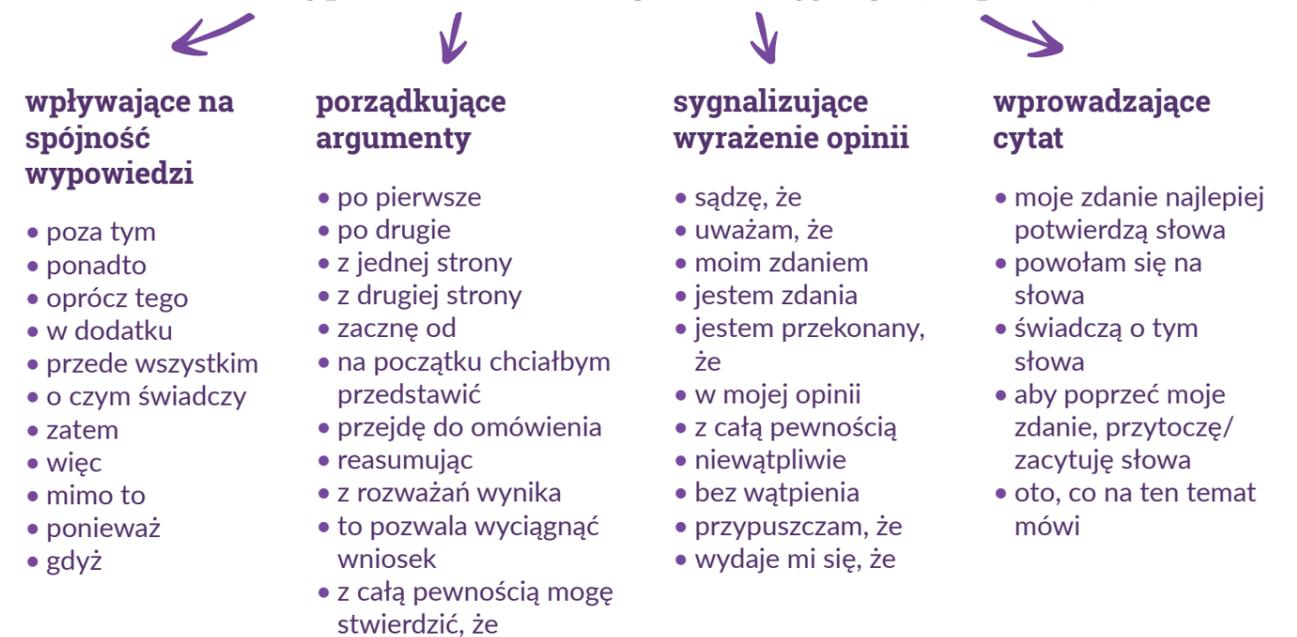 wpływające na
spójność
wypowiedzi
• poza tym
• ponadto
• oprócz tego
• w dodatku
• przede wszystkim
• o czym świadczy
• zatem
• więc
• mimo to
• ponieważ
• gdyż
porządkujące
argumenty
• po pierwsze
• po drugie
• z jednej strony
• z drugiej strony
• zacznę od
• na początku chciałbym
przedstawić
• przejdę do omówienia
• reasumując
• z rozważań wynika
• to pozwala wyciągnąć
wniosek
• z całą pewnością mogę
stwierdzić, że
sygnalizujące
wyrażenie opinii
• sądzę, że
• uważam, że
• moim zdaniem
• jestem zdania
• jestem przekonany,
że
• w mojej opinii
• z całą pewnością
• niewątpliwie
• bez wątpienia
• przypuszczam, że
• wydaje mi się, że
wprowadzające
cytat
• moje zdanie najlepiej
potwierdzą słowa
• powołam się na
słowa
• świadczą o tym
słowa
• aby poprzeć moje
zdanie, przytoczę/
zacytuję słowa
• oto, co na ten temat
mówi